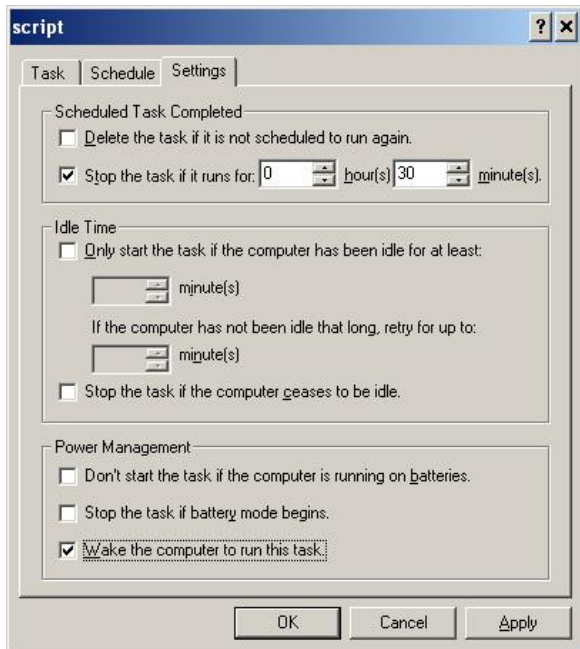 script
Task Schedule Settings
Scheduled Task Completed
Delete the task if it is not scheduled to run again.
Stop the task if it runs for: 0 hour(s) 30 minute(s).
Idle Time
Only start the task if the computer has been idle for at least:
minute(s)
If the computer has not been idle that long, retry for up to:
minute(s)
Stop the task if the computer ceases to be idle.
Power Management
Don't start the task if the computer is running on batteries.
Stop the task if battery mode begins.
Wake the computer to run this task.
OK Cancel Apply